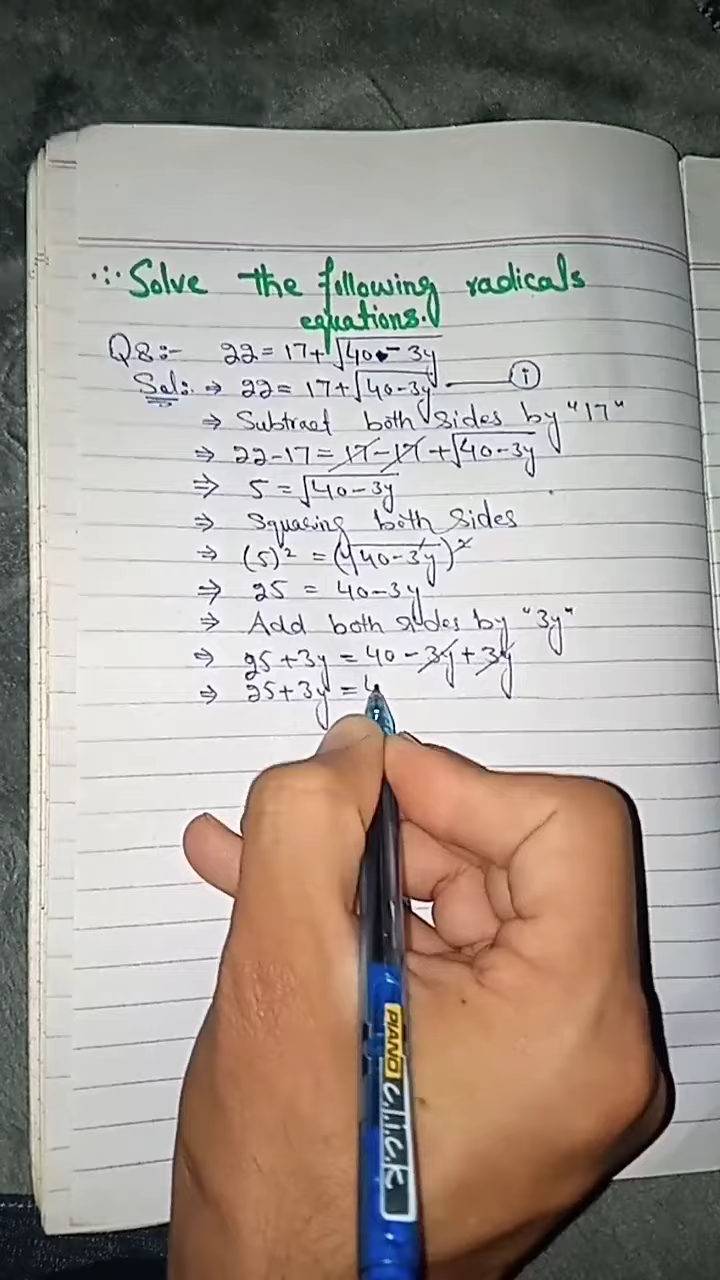 ∴ Solve the following radicals
equations.
Q8:- 22 = 17+√40-3y
Sol:- ⇒ 22 = 17+√40-3y —— (i)
⇒ Subtract both sides by "17"
⇒ 22-17 = 17-17+√40-3y
⇒ 5 = √40-3y
⇒ Squaring both sides
⇒ (5)² = (√40-3y)²
⇒ 25 = 40-3y
⇒ Add both sides by "3y"
⇒ 25+3y = 40-3y+3y
⇒ 25+3y = 4
PIANO click